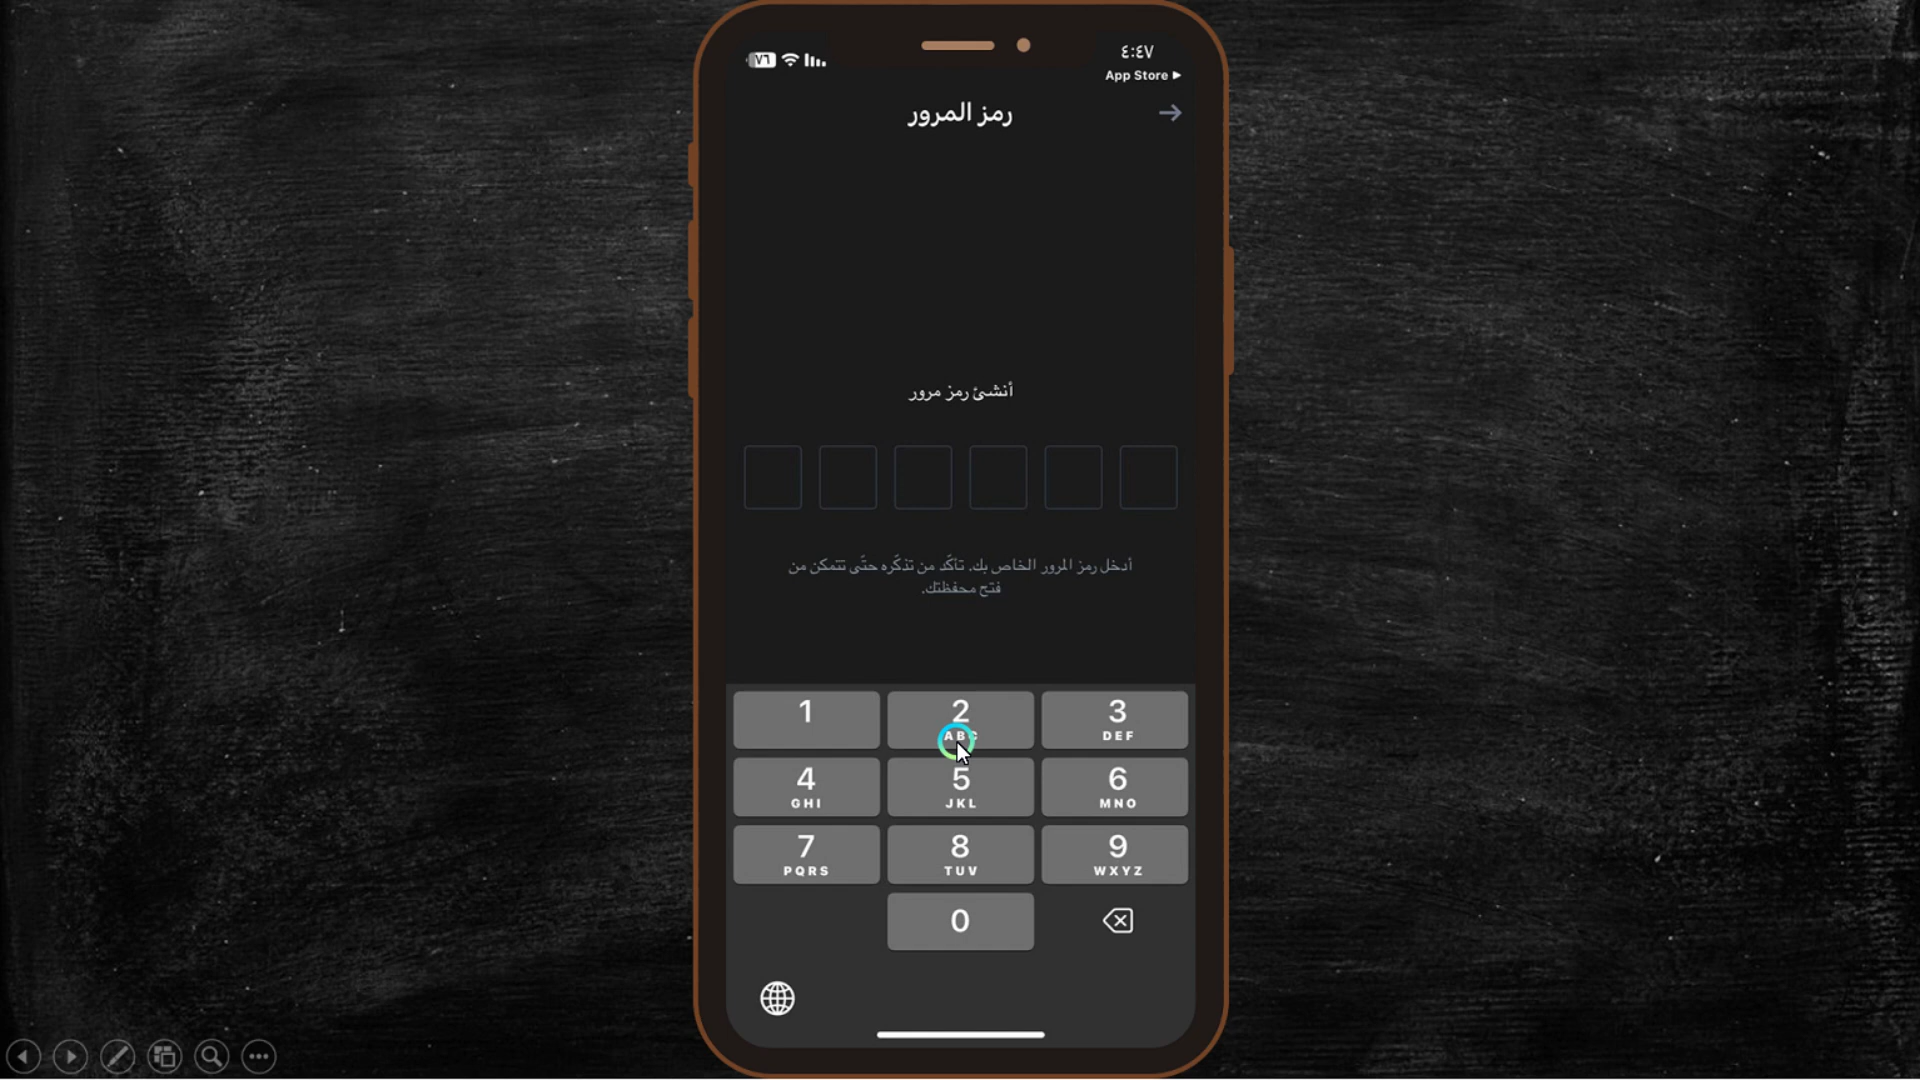 ٤:٤٧
٧٦
App Store
رمز المرور
أنشئ رمز مرور
أدخل رمز المرور الخاص بك. تأكّد من تذكّره حتّى تتمكن من
فتح محفظتك.
1
2
ABC
3
DEF
4
GHI
5
JKL
6
MNO
7
PQRS
8
TUV
9
WXYZ
0